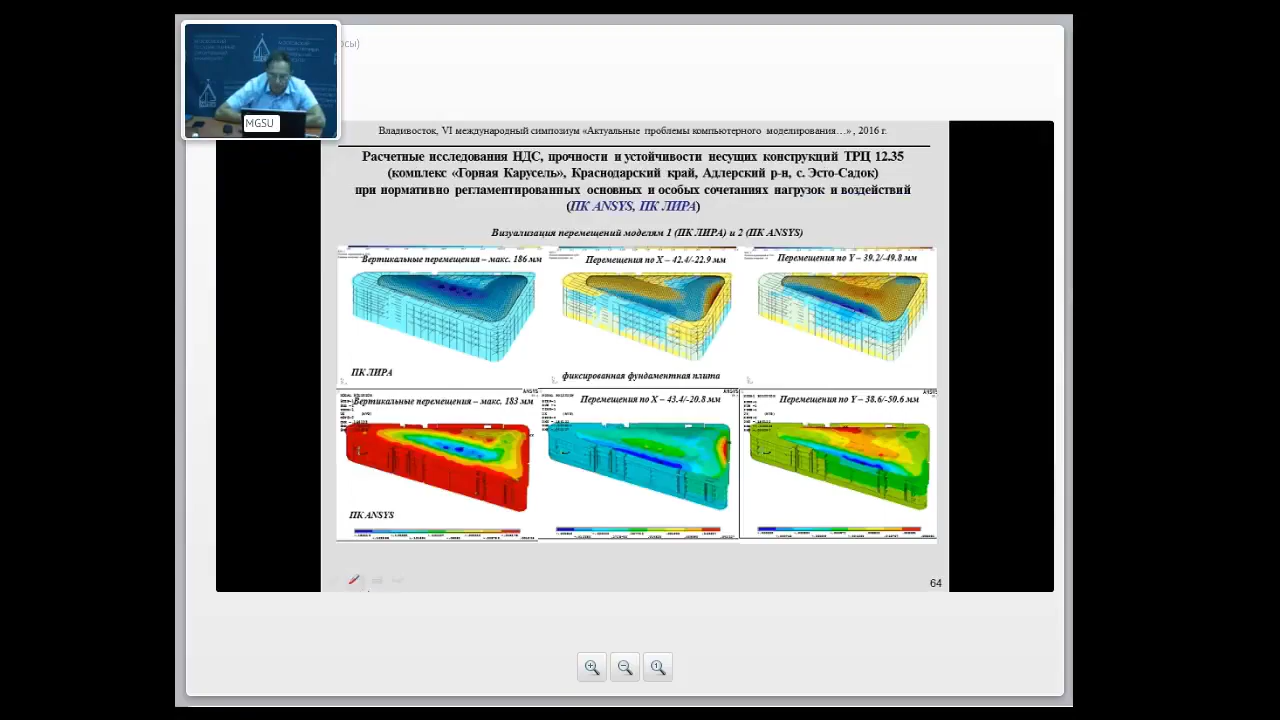 осы)
MGSU
Владивосток, VI международный симпозиум «Актуальные проблемы компьютерного моделирования…», 2016 г.
Расчетные исследования НДС, прочности и устойчивости несущих конструкций ТРЦ 12.35
(комплекс «Горная Карусель», Краснодарский край, Адлерский р-н, с. Эсто-Садок)
при нормативно регламентированных основных и особых сочетаниях нагрузок и воздействий
(ПК ANSYS, ПК ЛИРА)
Визуализация перемещений моделям 1 (ПК ЛИРА) и 2 (ПК ANSYS)
Вертикальные перемещения – макс. 186 мм
Перемещения по X – 42.4/-22.9 мм
Перемещения по Y – 39.2/-49.8 мм
ПК ЛИРА
фиксированная фундаментная плита
Вертикальные перемещения – макс. 183 мм
Перемещения по X – 43.4/-20.8 мм
Перемещения по Y – 38.6/-50.6 мм
ПК ANSYS
64